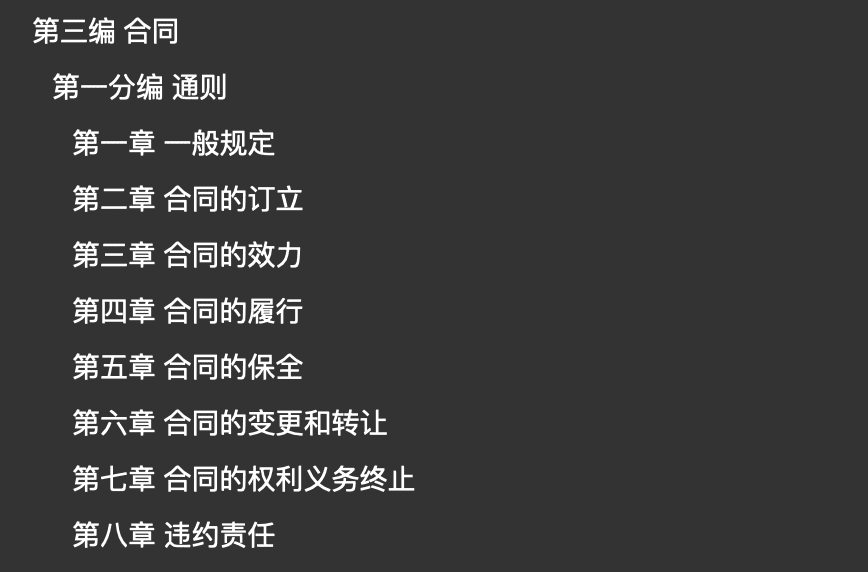 第三编 合同
第一分编 通则
第一章 一般规定
第二章 合同的订立
第三章 合同的效力
第四章 合同的履行
第五章 合同的保全
第六章 合同的变更和转让
第七章 合同的权利义务终止
第八章 违约责任